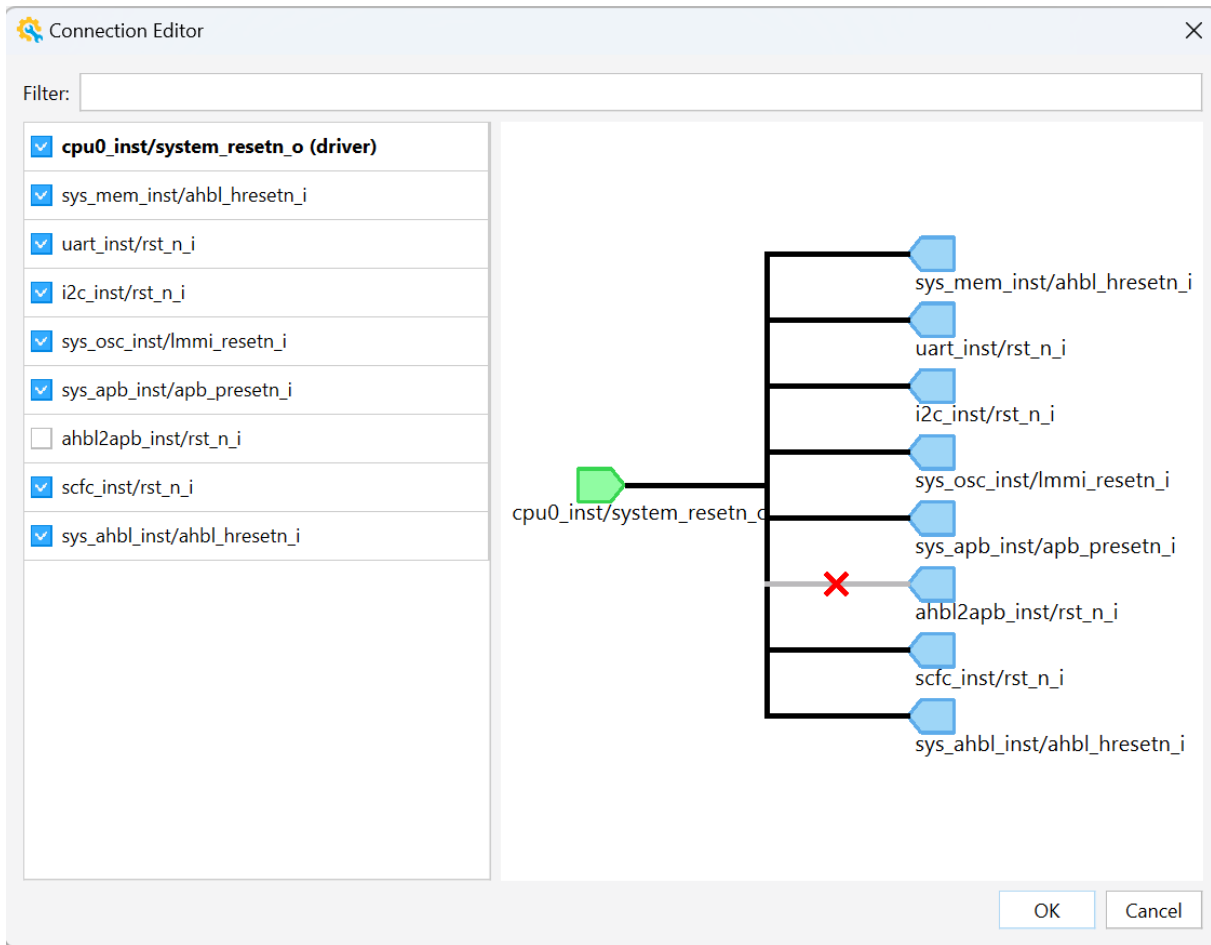 Connection Editor
Filter:
cpu0_inst/system_resetn_o (driver)
sys_mem_inst/ahbl_hresetn_i
uart_inst/rst_n_i
i2c_inst/rst_n_i
sys_osc_inst/lmmi_resetn_i
sys_apb_inst/apb_presetn_i
ahbl2apb_inst/rst_n_i
scfc_inst/rst_n_i
sys_ahbl_inst/ahbl_hresetn_i
sys_mem_inst/ahbl_hresetn_i
uart_inst/rst_n_i
i2c_inst/rst_n_i
sys_osc_inst/lmmi_resetn_i
cpu0_inst/system_resetn_o
sys_apb_inst/apb_presetn_i
ahbl2apb_inst/rst_n_i
scfc_inst/rst_n_i
sys_ahbl_inst/ahbl_hresetn_i
OK
Cancel